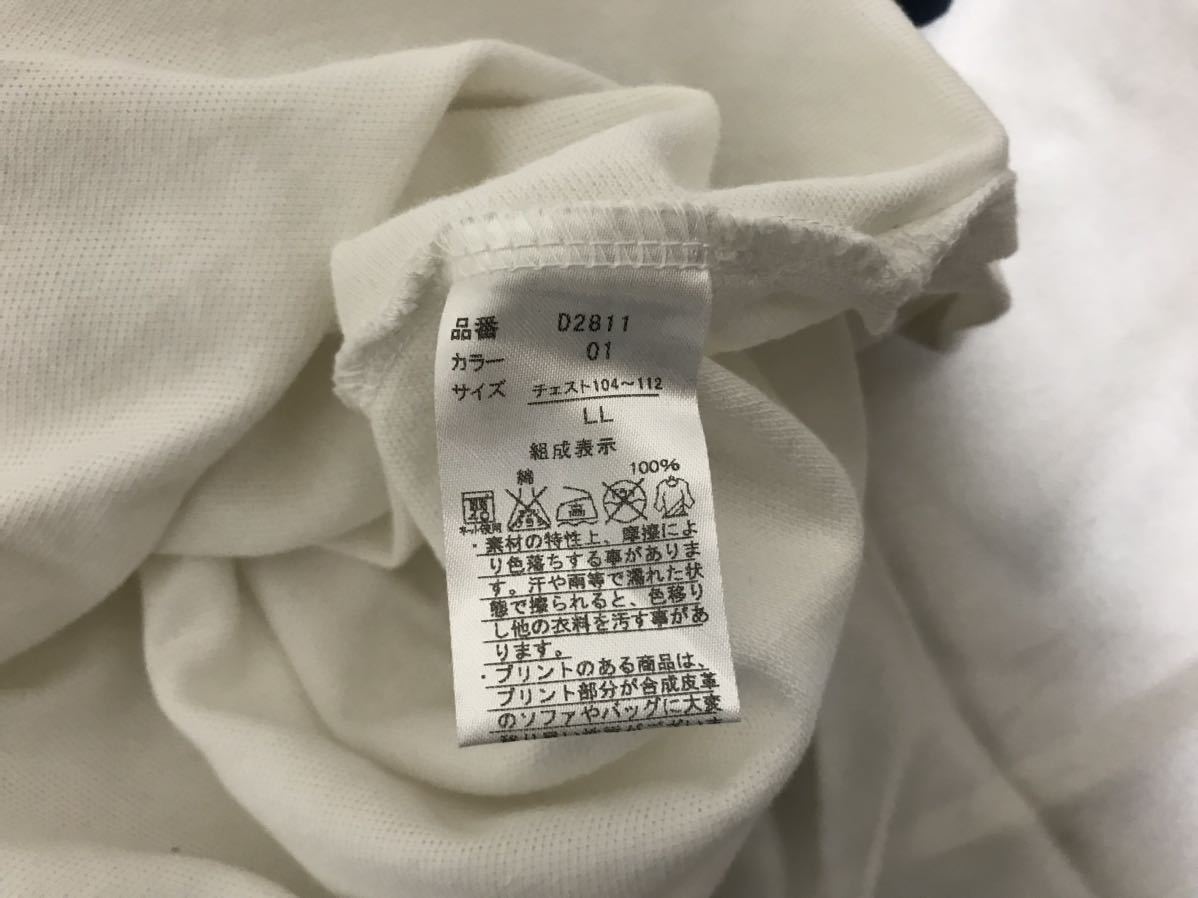 品番 D2811
カラー 01
サイズ チェスト104～112
LL
組成表示
綿 100%
ネット使用 高
・素材の特性上、摩擦によ
り色落ちする事がありま
す。汗や雨等で濡れた状
態で擦られると、色移り
し他の衣料を汚す事があ
ります。
・プリントのある商品は、
プリント部分が合成皮革
のソファやバッグに大変